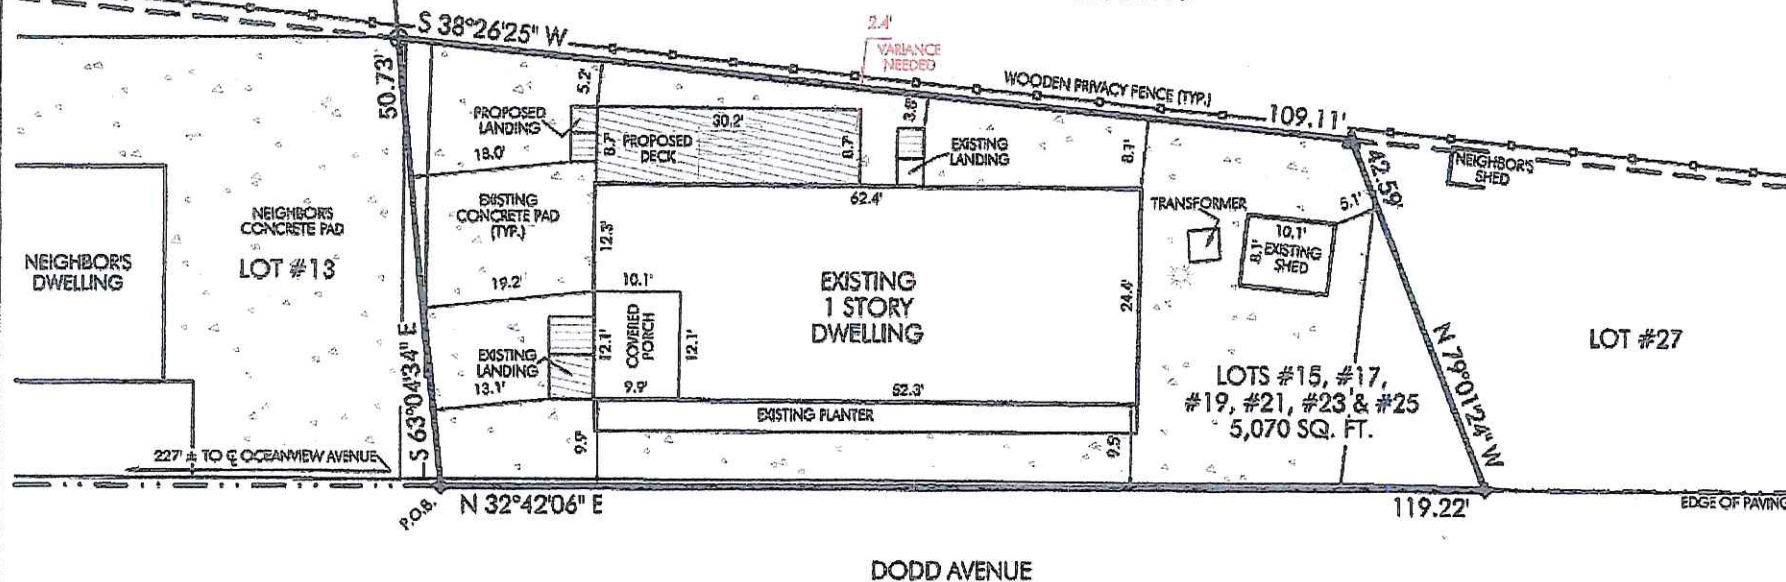 S 38°26'25" W
2.4'
VARIANCE
NEEDED
WOODEN PRIVACY FENCE (TYP.)
109.11'
50.73'
5.2'
PROPOSED
LANDING
18.0'
8.7'
30.2'
PROPOSED
DECK
8.7'
3.8'
EXISTING
LANDING
8.7'
42.59'
NEIGHBOR'S
SHED
62.4'
TRANSFORMER
5.1'
10.1'
8.1'
EXISTING
SHED
EXISTING
CONCRETE PAD
(TYP.)
12.3'
NEIGHBOR'S
CONCRETE PAD
LOT #13
NEIGHBOR'S
DWELLING
19.2'
10.1'
EXISTING
1 STORY
DWELLING
24.4'
12.1'
COVERED
PORCH
12.1'
EXISTING
LANDING
13.1'
9.9'
52.3'
LOT #27
LOTS #15, #17,
#19, #21, #23 & #25
5,070 SQ. FT.
N 79°01'24" W
S 63°04'34" E
EXISTING PLANTER
9.9'
9.5'
227' ± TO ℄ OCEANVIEW AVENUE
P.O.B.
N 32°42'06" E
119.22'
EDGE OF PAVING
DODD AVENUE